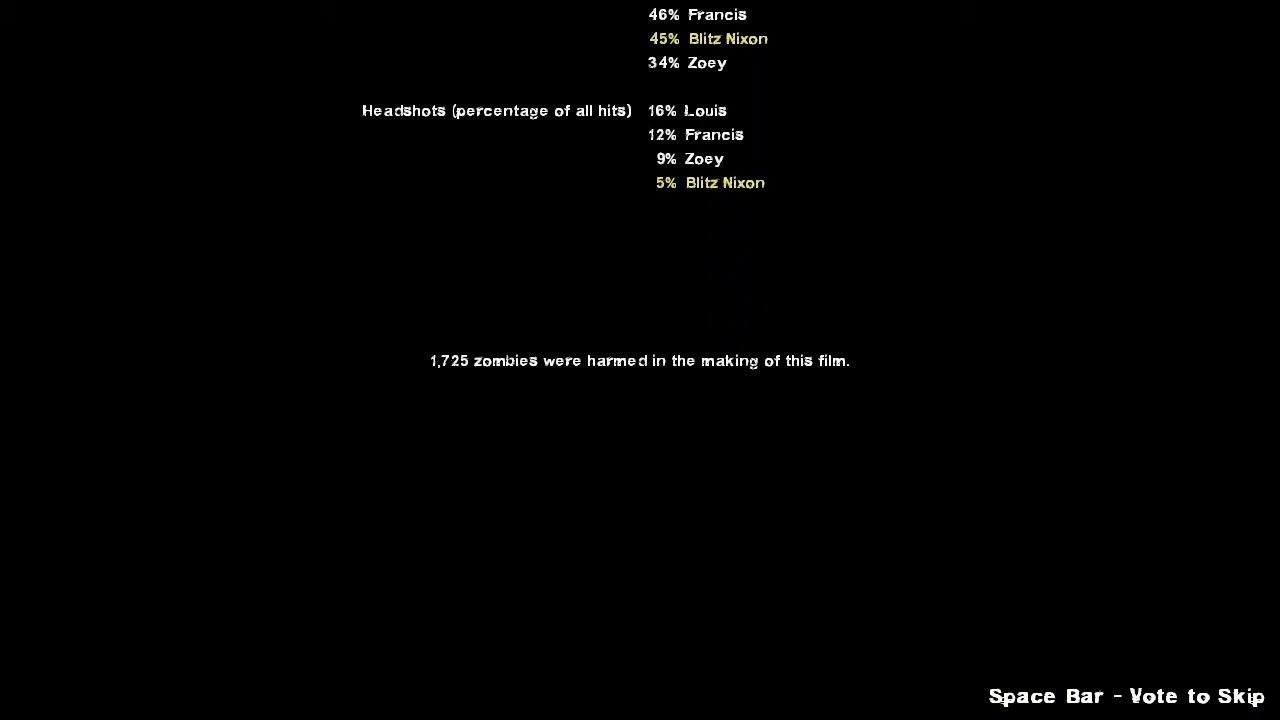 46% Francis
45% Blitz Nixon
34% Zoey
Headshots (percentage of all hits) 16% Louis
12% Francis
9% Zoey
5% Blitz Nixon
1,725 zombies were harmed in the making of this film.
Space Bar - Vote to Skip